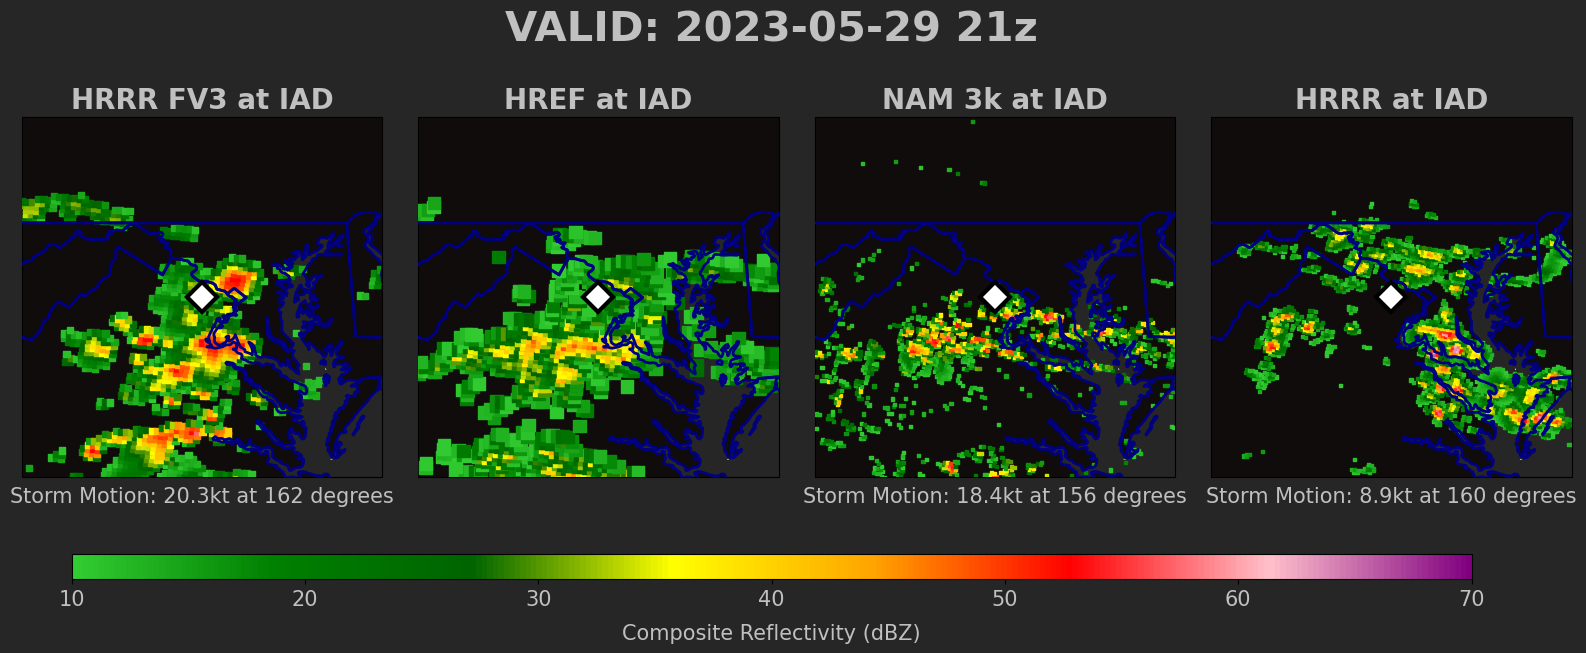 VALID: 2023-05-29 21z
HRRR FV3 at IAD
HREF at IAD
NAM 3k at IAD
HRRR at IAD
Storm Motion: 20.3kt at 162 degrees
Storm Motion: 18.4kt at 156 degrees
Storm Motion: 8.9kt at 160 degrees
10 20 30 40 50 60 70
Composite Reflectivity (dBZ)